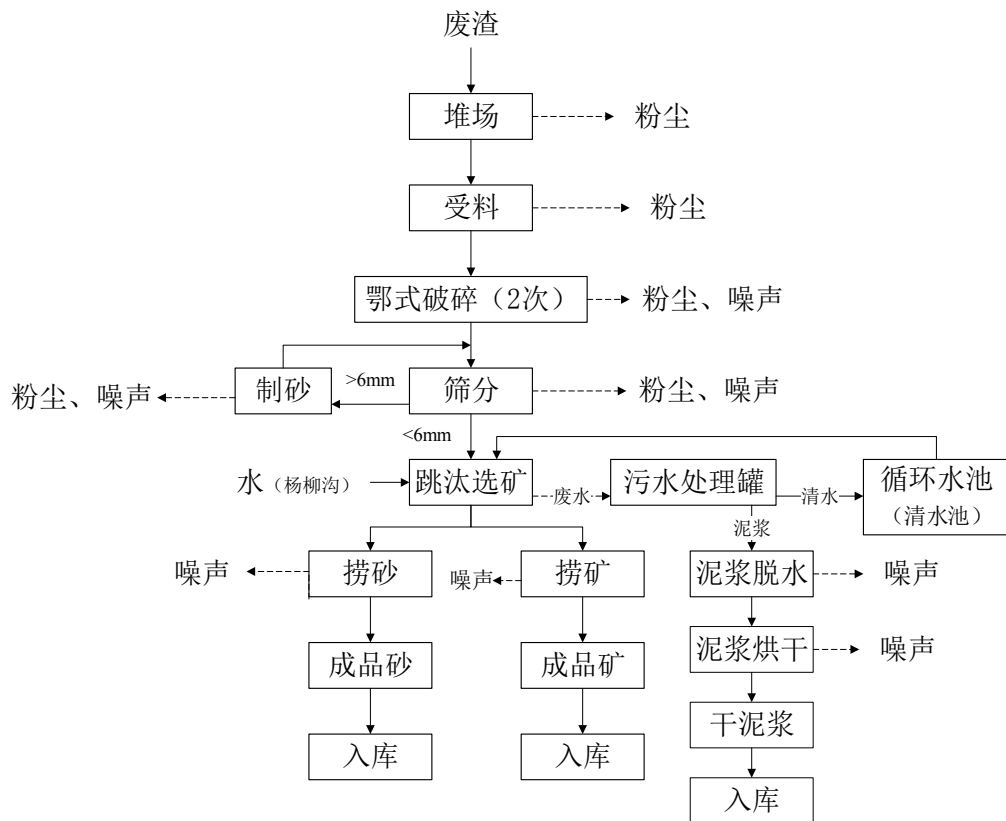 废渣
堆场
粉尘
受料
粉尘
鄂式破碎（2次）
粉尘、噪声
粉尘、噪声
制砂
>6mm
筛分
粉尘、噪声
<6mm
水（杨柳沟）
跳汰选矿
废水
污水处理罐
清水
循环水池
（清水池）
泥浆
噪声
捞砂
噪声
捞矿
泥浆脱水
噪声
成品砂
成品矿
泥浆烘干
噪声
入库
入库
干泥浆
入库